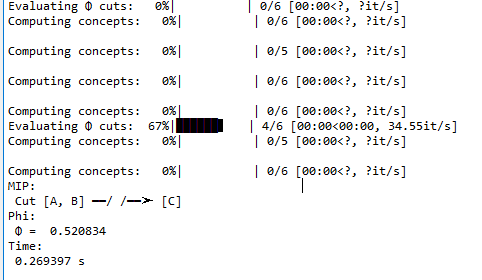 Evaluating Φ cuts:   0%|          | 0/6 [00:00<?, ?it/s]
Computing concepts:   0%|          | 0/6 [00:00<?, ?it/s]
Computing concepts:   0%|          | 0/5 [00:00<?, ?it/s]
Computing concepts:   0%|          | 0/6 [00:00<?, ?it/s]
Computing concepts:   0%|          | 0/6 [00:00<?, ?it/s]
Evaluating Φ cuts:  67%|██████▋   | 4/6 [00:00<00:00, 34.55it/s]
Computing concepts:   0%|          | 0/5 [00:00<?, ?it/s]
Computing concepts:   0%|          | 0/6 [00:00<?, ?it/s]
MIP:
Cut [A, B] ━━/ /━━➤ [C]
Phi:
Φ =  0.520834
Time:
0.269397 s